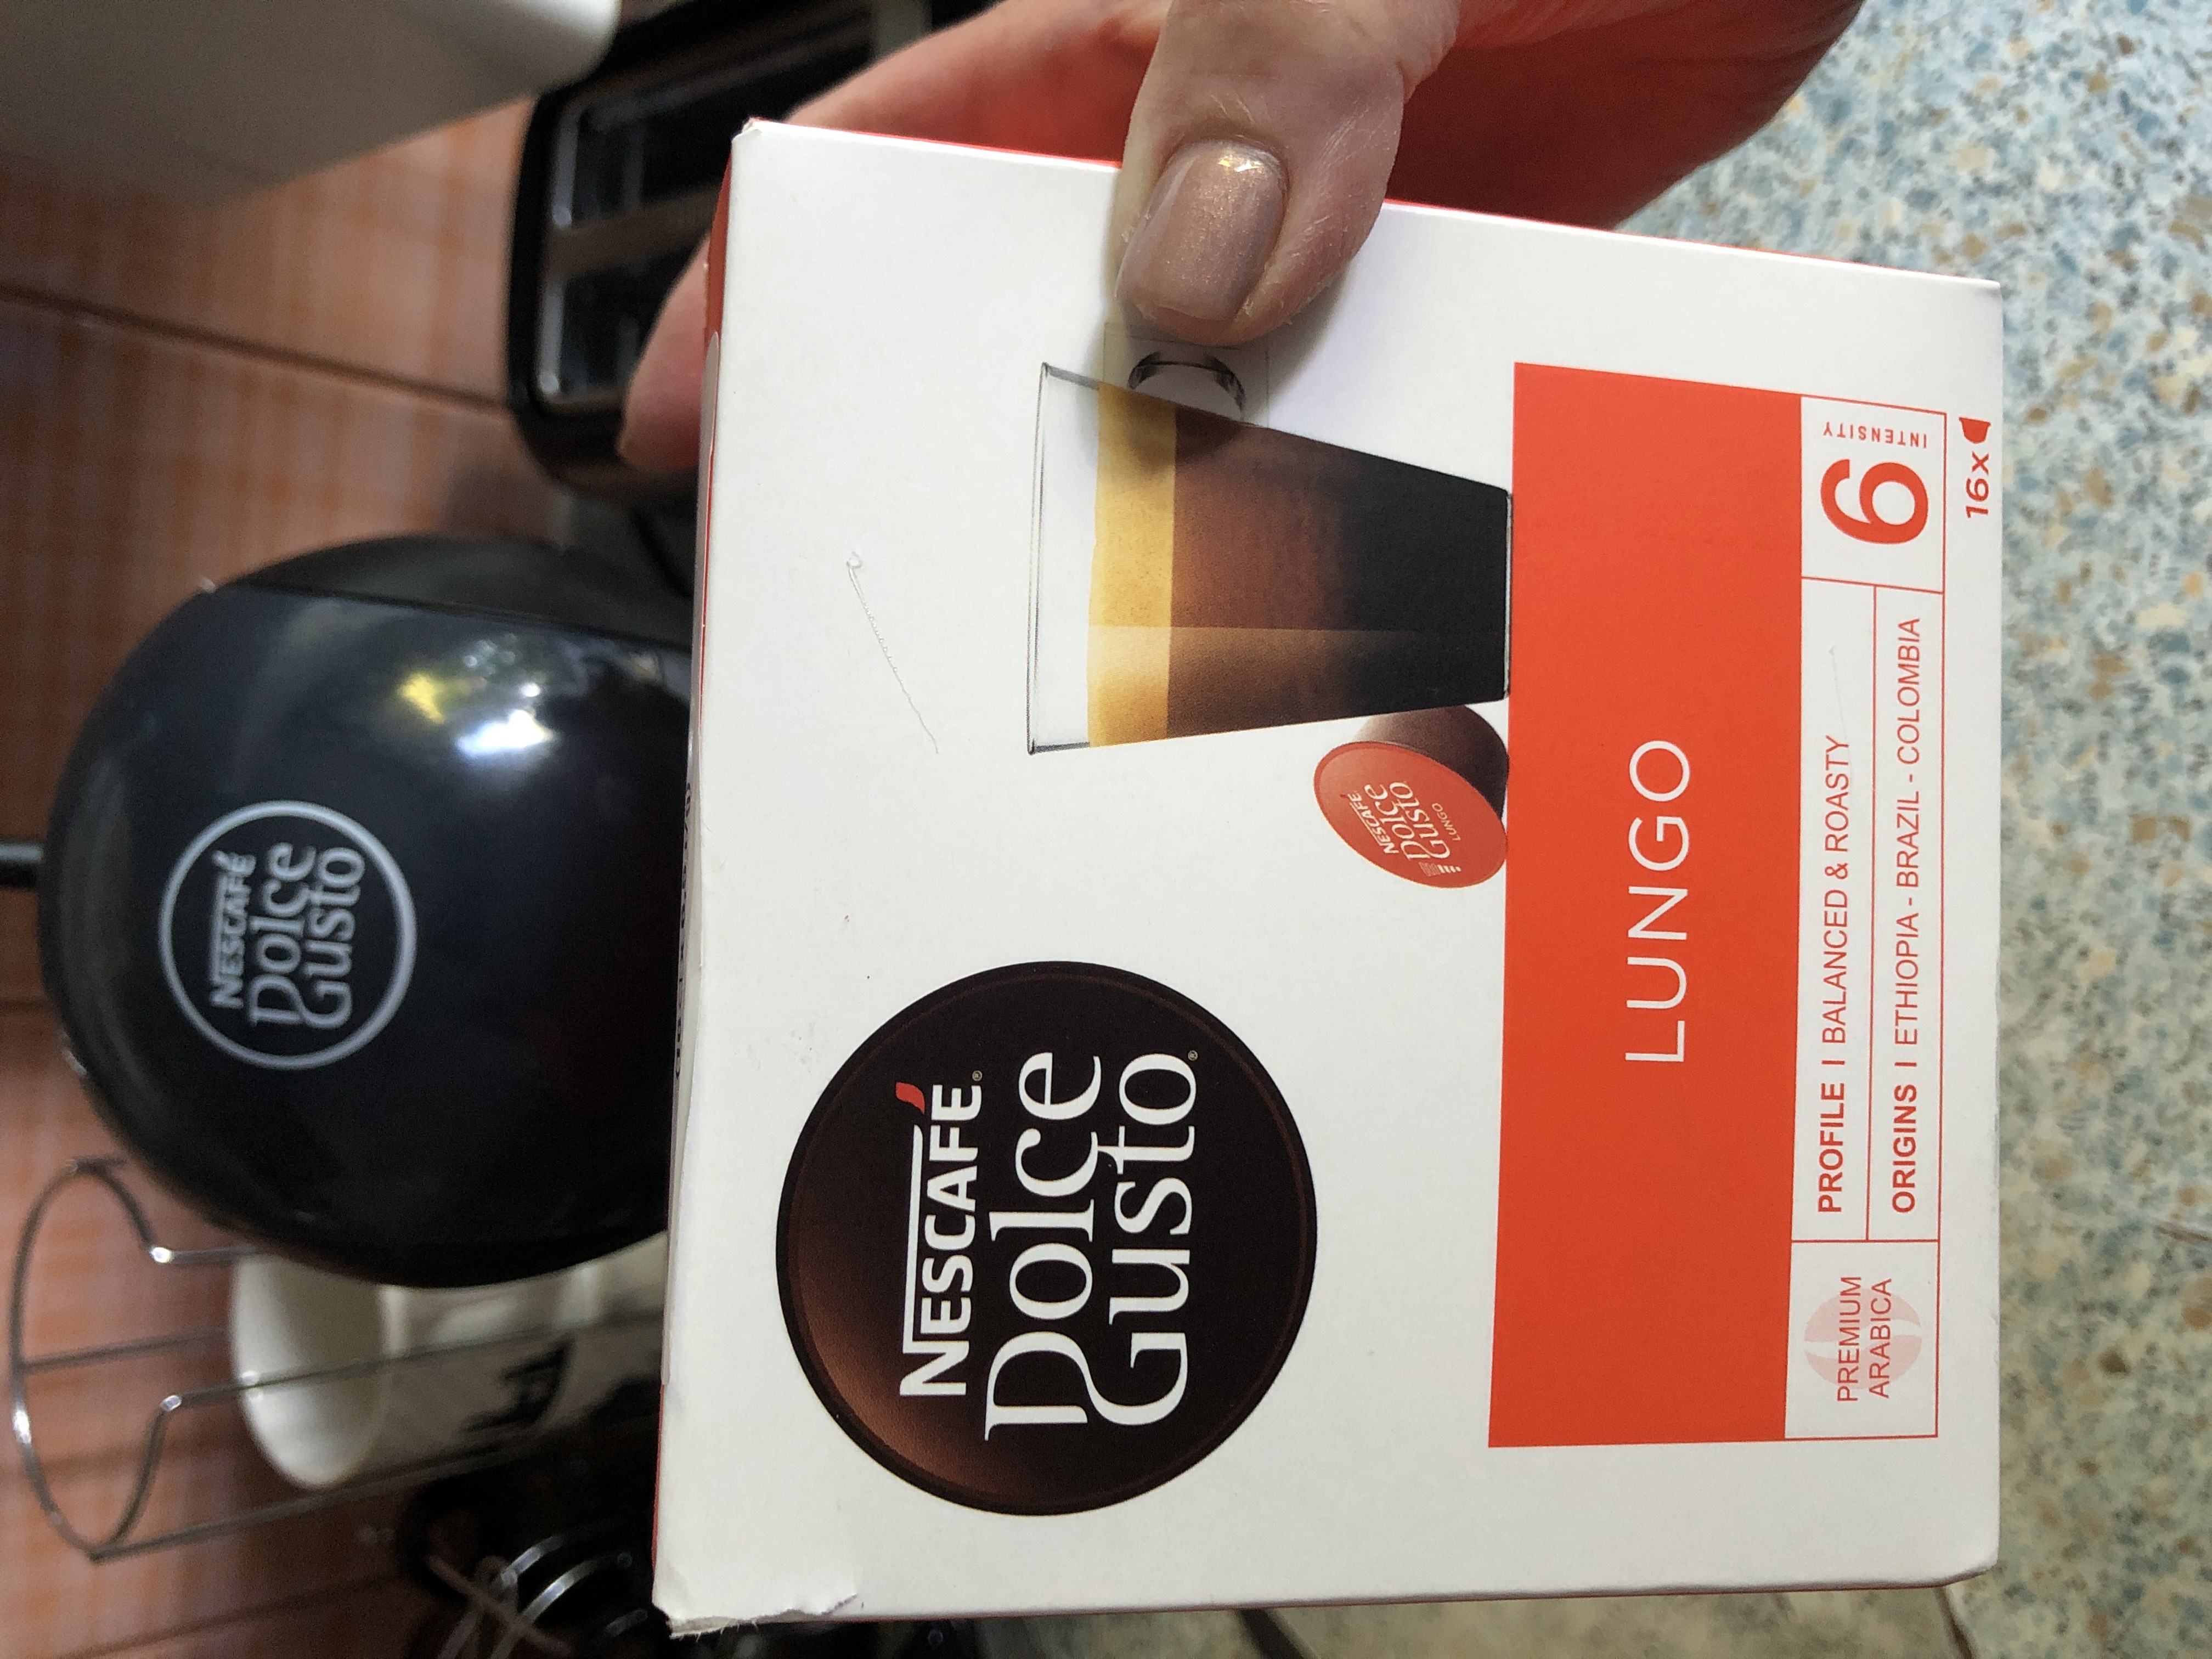 NESCAFÉ
Dolce
Gusto
NESCAFÉ®
Dolce
Gusto®
NESCAFÉ
Dolce
Gusto
LUNGO
LUNGO
PREMIUM
ARABICA
PROFILE I BALANCED & ROASTY
ORIGINS I ETHIOPIA - BRAZIL - COLOMBIA
6
INTENSITY
16x